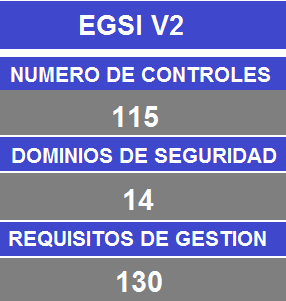 EGSI V2
NUMERO DE CONTROLES
115
DOMINIOS DE SEGURIDAD
14
REQUISITOS DE GESTION
130